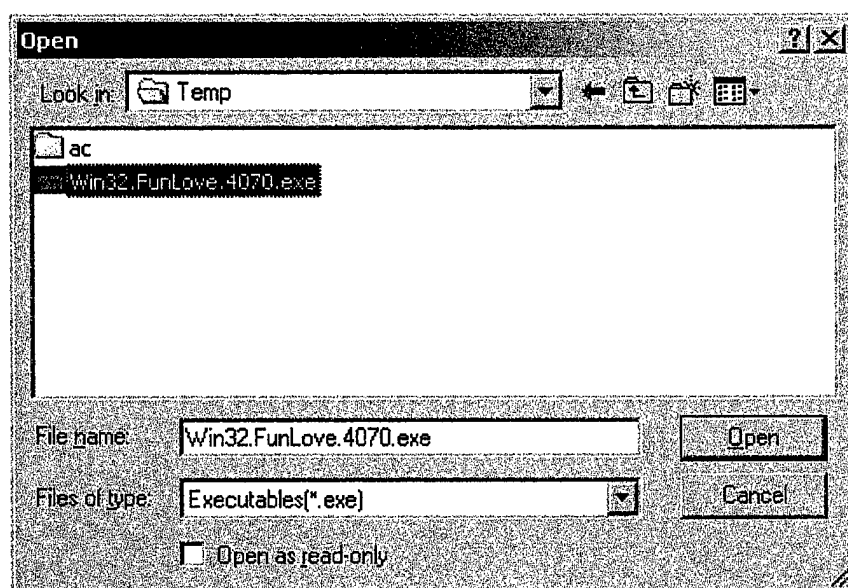 Open
Look in: Temp
ac
Win32.FunLove.4070.exe
File name: Win32.FunLove.4070.exe Open
Files of type: Executables(*.exe) Cancel
Open as read-only